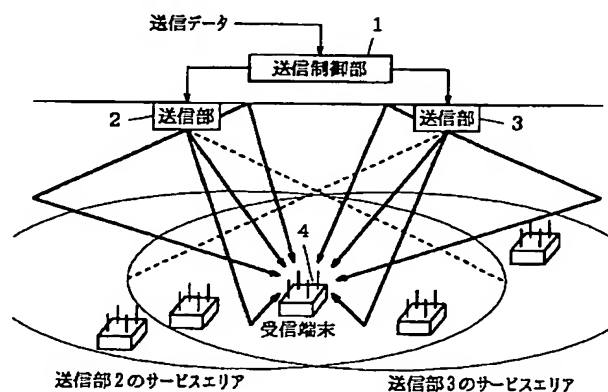 送信データ
1
送信制御部
2
送信部
送信部
3
4
受信端末
送信部2のサービスエリア
送信部3のサービスエリア